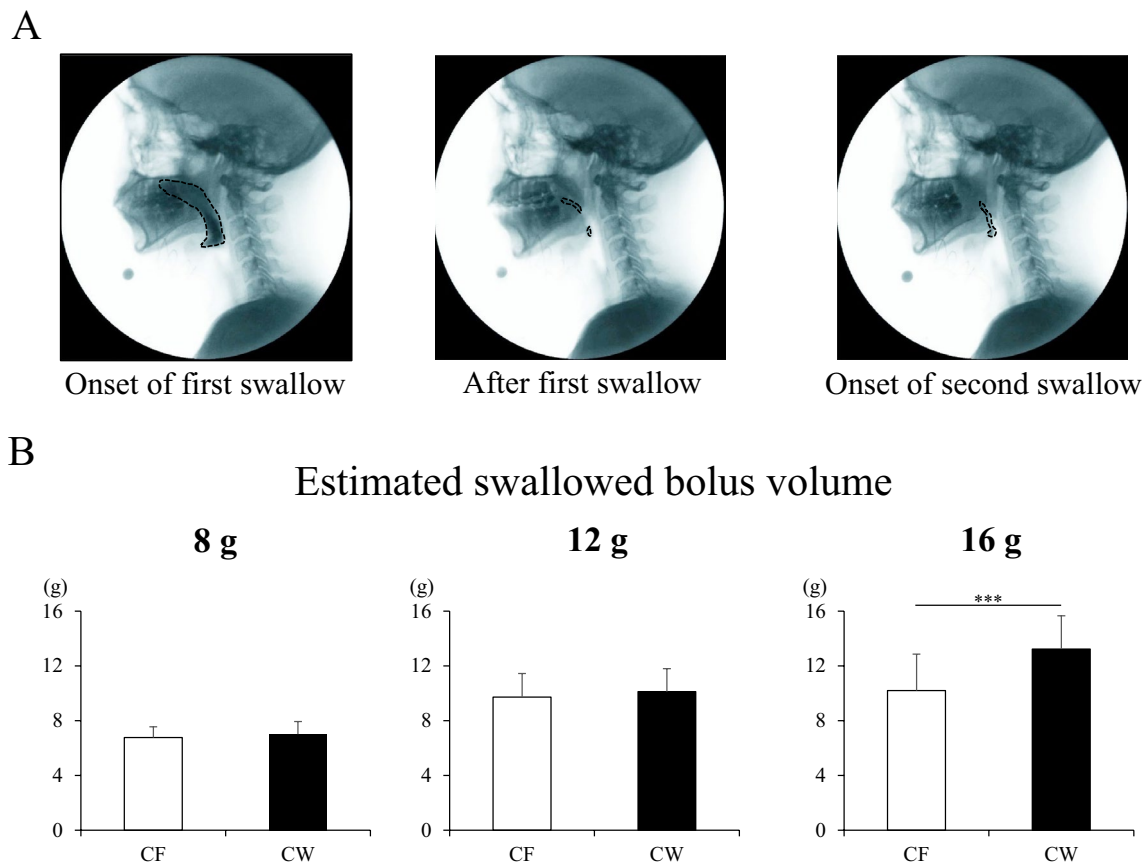 A
Onset of first swallow
After first swallow
Onset of second swallow
B
Estimated swallowed bolus volume
8 g
12 g
16 g
(g)
16
12
8
4
0
CF
CW
(g)
16
12
8
4
0
CF
CW
(g)
***
16
12
8
4
0
CF
CW